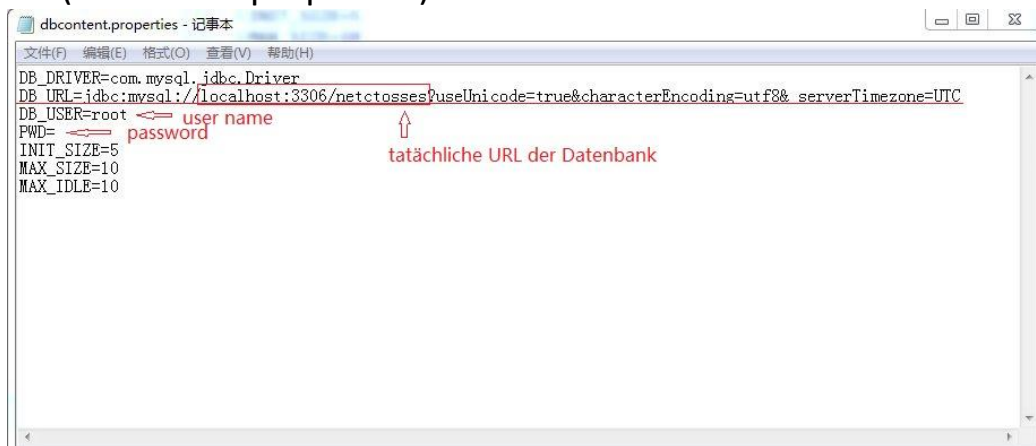 dbcontent.properties - 记事本
文件(F) 编辑(E) 格式(O) 查看(V) 帮助(H)
DB_DRIVER=com.mysql.jdbc.Driver
DB_URL=jdbc:mysql://localhost:3306/netctosses?useUnicode=true&characterEncoding=utf8& serverTimezone=UTC
DB_USER=root user name
PWD= password
INIT_SIZE=5
tatächliche URL der Datenbank
MAX_SIZE=10
MAX_IDLE=10